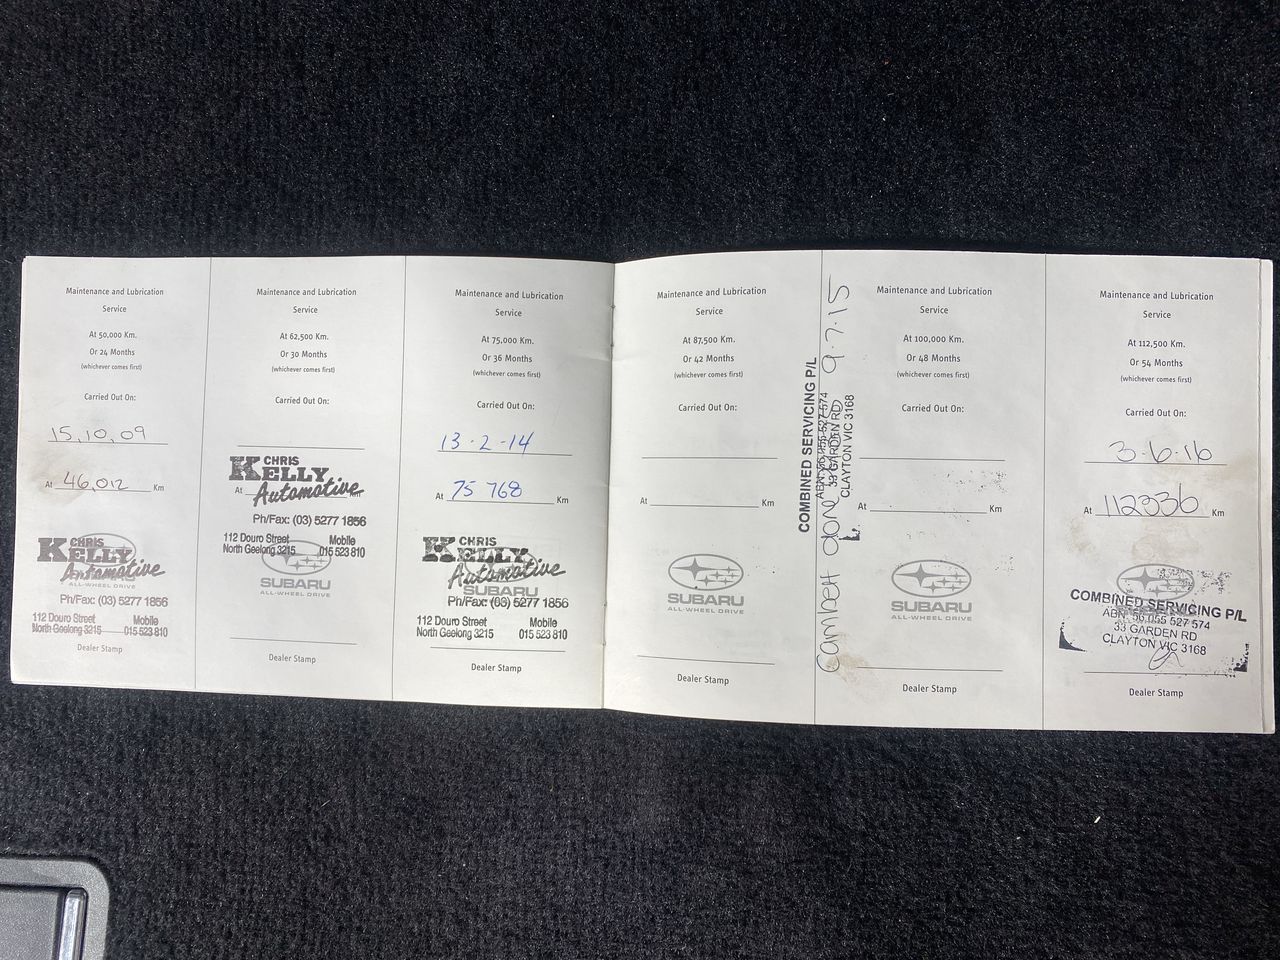 Maintenance and Lubrication
Service
At 50,000 Km.
Or 24 Months
(whichever comes first)
Carried Out On:
15.10.09
At 46,012 Km
CHRIS
KELLY
Automotive
SUBARU
ALL-WHEEL DRIVE
Ph/Fax: (03) 5277 1856
112 Douro Street Mobile
North Geelong 3215 015 523 810
Dealer Stamp
Maintenance and Lubrication
Service
At 62,500 Km.
Or 30 Months
(whichever comes first)
Carried Out On:
CHRIS
KELLY
At Automotive Km
Ph/Fax: (03) 5277 1856
112 Douro Street Mobile
North Geelong 3215 015 523 810
SUBARU
ALL-WHEEL DRIVE
Dealer Stamp
Maintenance and Lubrication
Service
At 75,000 Km.
Or 36 Months
(whichever comes first)
Carried Out On:
13-2-14
At 75 768 Km
CHRIS
KELLY
Automotive
SUBARU
Ph/Fax: (03) 5277 1856
112 Douro Street Mobile
North Geelong 3215 015 523 810
Dealer Stamp
Maintenance and Lubrication
Service
At 87,500 Km.
Or 42 Months
(whichever comes first)
Carried Out On:
At Km
SUBARU
ALL-WHEEL DRIVE
Dealer Stamp
COMBINED SERVICING P/L
ABN 56 055 527 574
33 GARDEN RD
CLAYTON VIC 3168
done 9.7.15
Maintenance and Lubrication
Service
At 100,000 Km.
Or 48 Months
(whichever comes first)
Carried Out On:
At Km
SUBARU
ALL-WHEEL DRIVE
Dealer Stamp
Maintenance and Lubrication
Service
At 112,500 Km.
Or 54 Months
(whichever comes first)
Carried Out On:
3-6-16
At 112336 Km
COMBINED SERVICING P/L
ABN 56 055 527 574
33 GARDEN RD
CLAYTON VIC 3168
Dealer Stamp